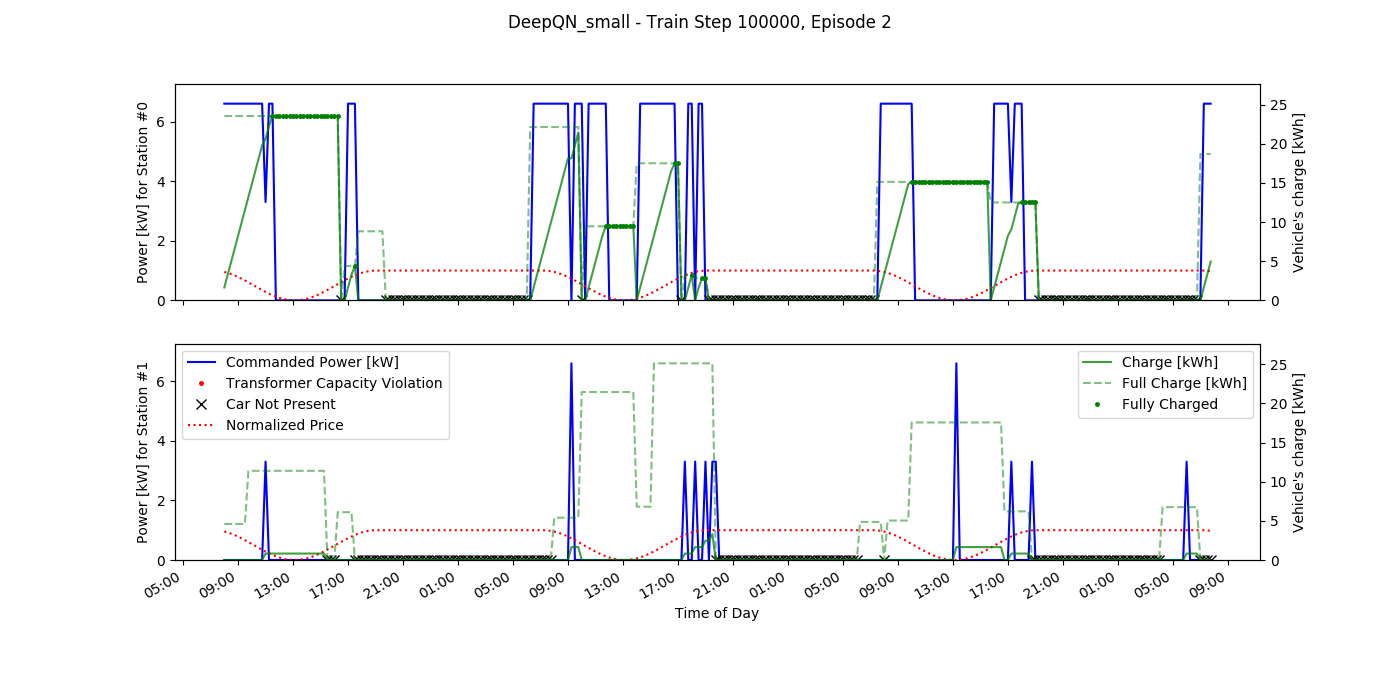 DeepQN_small - Train Step 100000, Episode 2
Power [kW] for Station #0
6
4
2
0
25
20
15
10
5
0
Vehicle's charge [kWh]
Power [kW] for Station #1
6
4
2
0
Commanded Power [kW]
Transformer Capacity Violation
Car Not Present
Normalized Price
Charge [kWh]
Full Charge [kWh]
Fully Charged
25
20
15
10
5
0
Vehicle's charge [kWh]
05:00 09:00 13:00 17:00 21:00 01:00 05:00 09:00 13:00 17:00 21:00 01:00 05:00 09:00 13:00 17:00 21:00 01:00 05:00 09:00
Time of Day